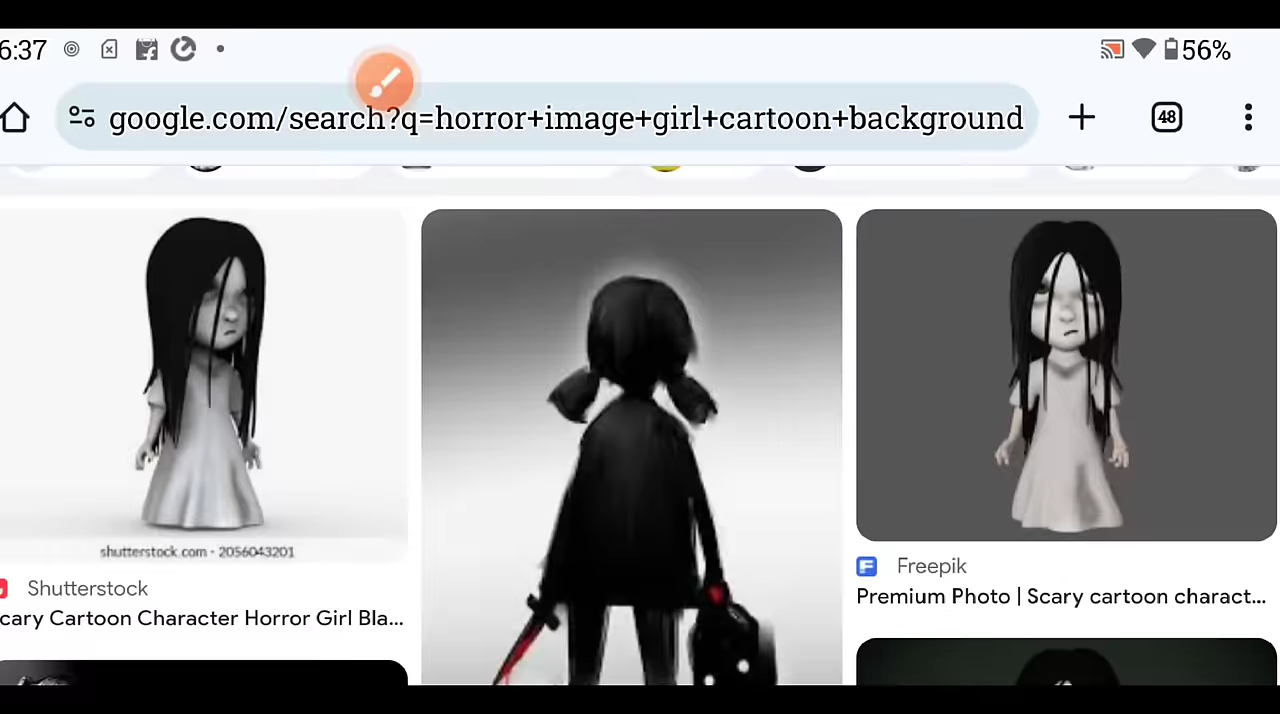 6:37
56%
google.com/search?q=horror+image+girl+cartoon+background
48
shutterstock.com · 2056043201
Shutterstock
cary Cartoon Character Horror Girl Bla...
Freepik
Premium Photo | Scary cartoon charact...